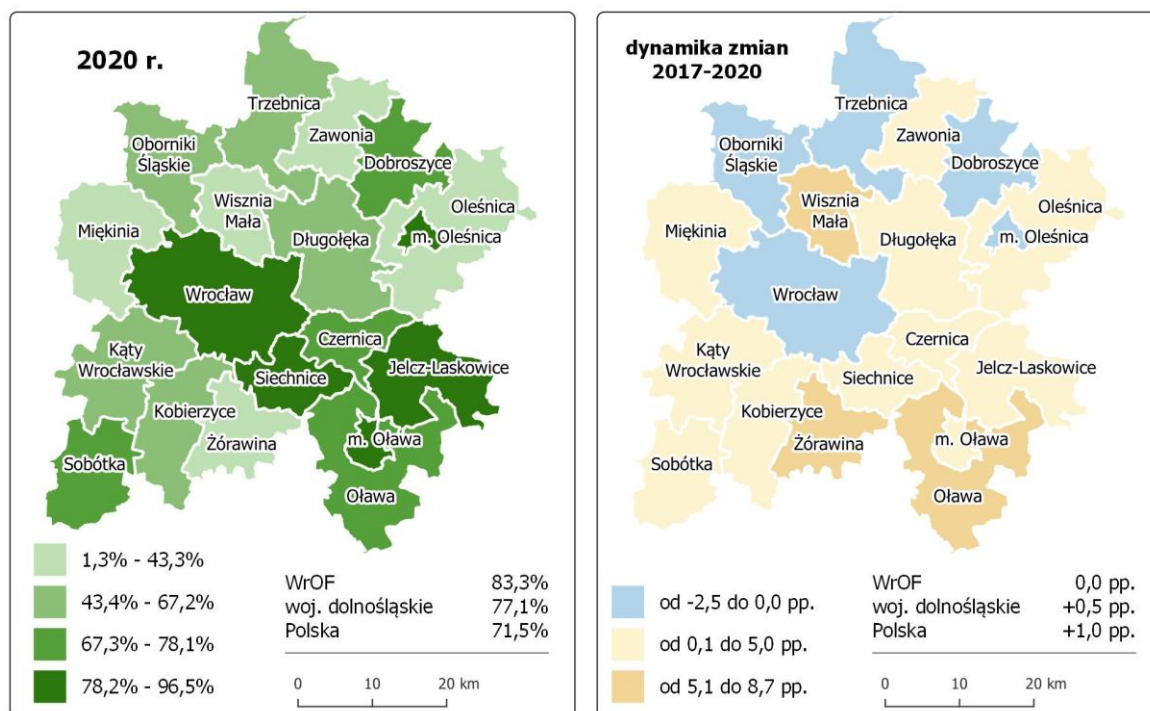 2020 r.
Trzebnica
Zawonia
Oborniki
Śląskie
Dobroszyce
Wisznia
Mała
Oleśnica
Miękinia
Długołęka
m. Oleśnica
Wrocław
Czernica
Kąty
Wrocławskie
Siechnice
Jelcz-Laskowice
Kobierzyce
Żórawina
m. Oława
Sobótka
Oława
1,3% - 43,3%
43,4% - 67,2%
67,3% - 78,1%
78,2% - 96,5%
WrOF 83,3%
woj. dolnośląskie 77,1%
Polska 71,5%
0 10 20 km
dynamika zmian
2017-2020
Trzebnica
Zawonia
Oborniki
Śląskie
Dobroszyce
Wisznia
Mała
Oleśnica
Miękinia
Długołęka
m. Oleśnica
Wrocław
Czernica
Kąty
Wrocławskie
Siechnice
Jelcz-Laskowice
Kobierzyce
Żórawina
m. Oława
Sobótka
Oława
od -2,5 do 0,0 pp.
od 0,1 do 5,0 pp.
od 5,1 do 8,7 pp.
WrOF 0,0 pp.
woj. dolnośląskie +0,5 pp.
Polska +1,0 pp.
0 10 20 km